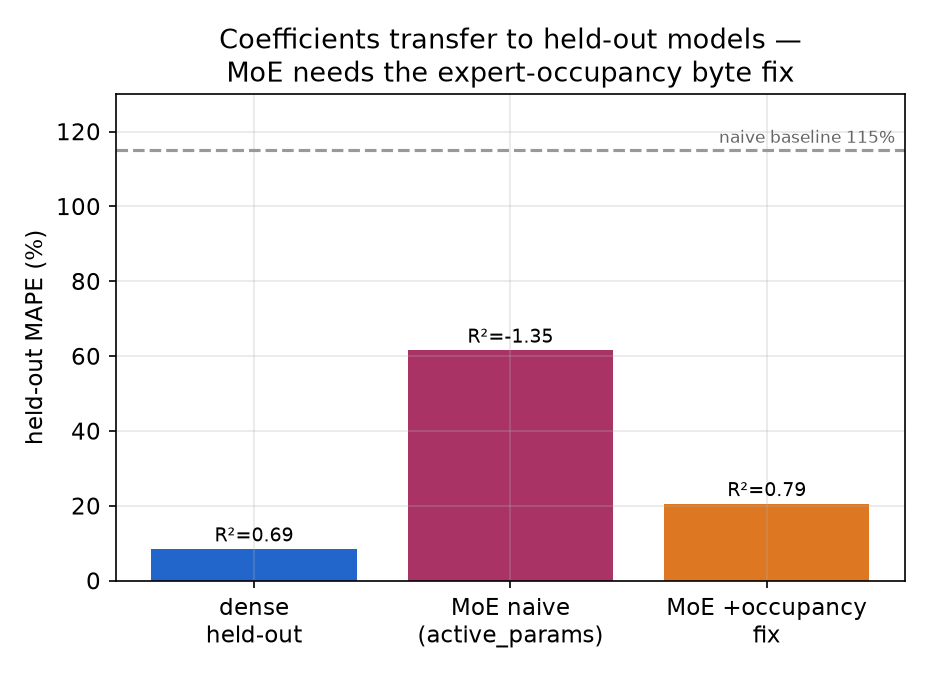 Coefficients transfer to held-out models —
MoE needs the expert-occupancy byte fix
held-out MAPE (%)
120
100
80
60
40
20
0
naive baseline 115%
R²=0.69
R²=-1.35
R²=0.79
dense
held-out
MoE naive
(active_params)
MoE +occupancy
fix